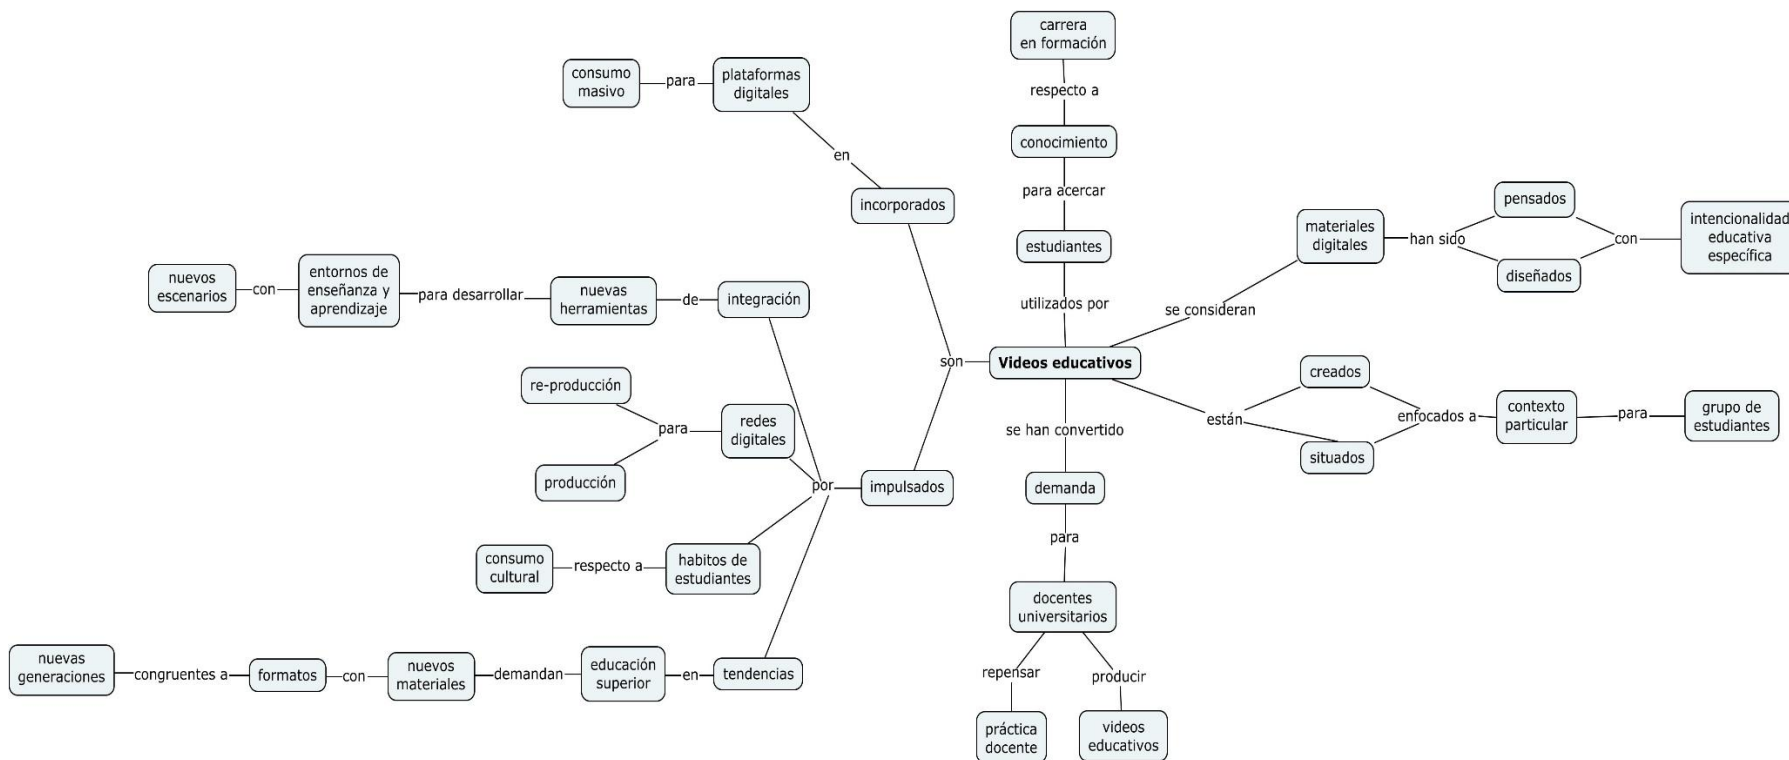 carrera
en formación
respecto a
conocimiento
para acercar
estudiantes
utilizados por
Videos educativos
son
incorporados
en
plataformas
digitales
para
consumo
masivo
impulsados
por
integración
de
nuevas
herramientas
para desarrollar
entornos de
enseñanza y
aprendizaje
con
nuevos
escenarios
redes
digitales
para
re-producción
producción
habitos de
estudiantes
respecto a
consumo
cultural
tendencias
en
educación
superior
demandan
nuevos
materiales
con
formatos
congruentes a
nuevas
generaciones
se consideran
materiales
digitales
han sido
pensados
diseñados
con
intencionalidad
educativa
específica
están
creados
situados
enfocados a
contexto
particular
para
grupo de
estudiantes
se han convertido
demanda
para
docentes
universitarios
repensar
práctica
docente
producir
videos
educativos